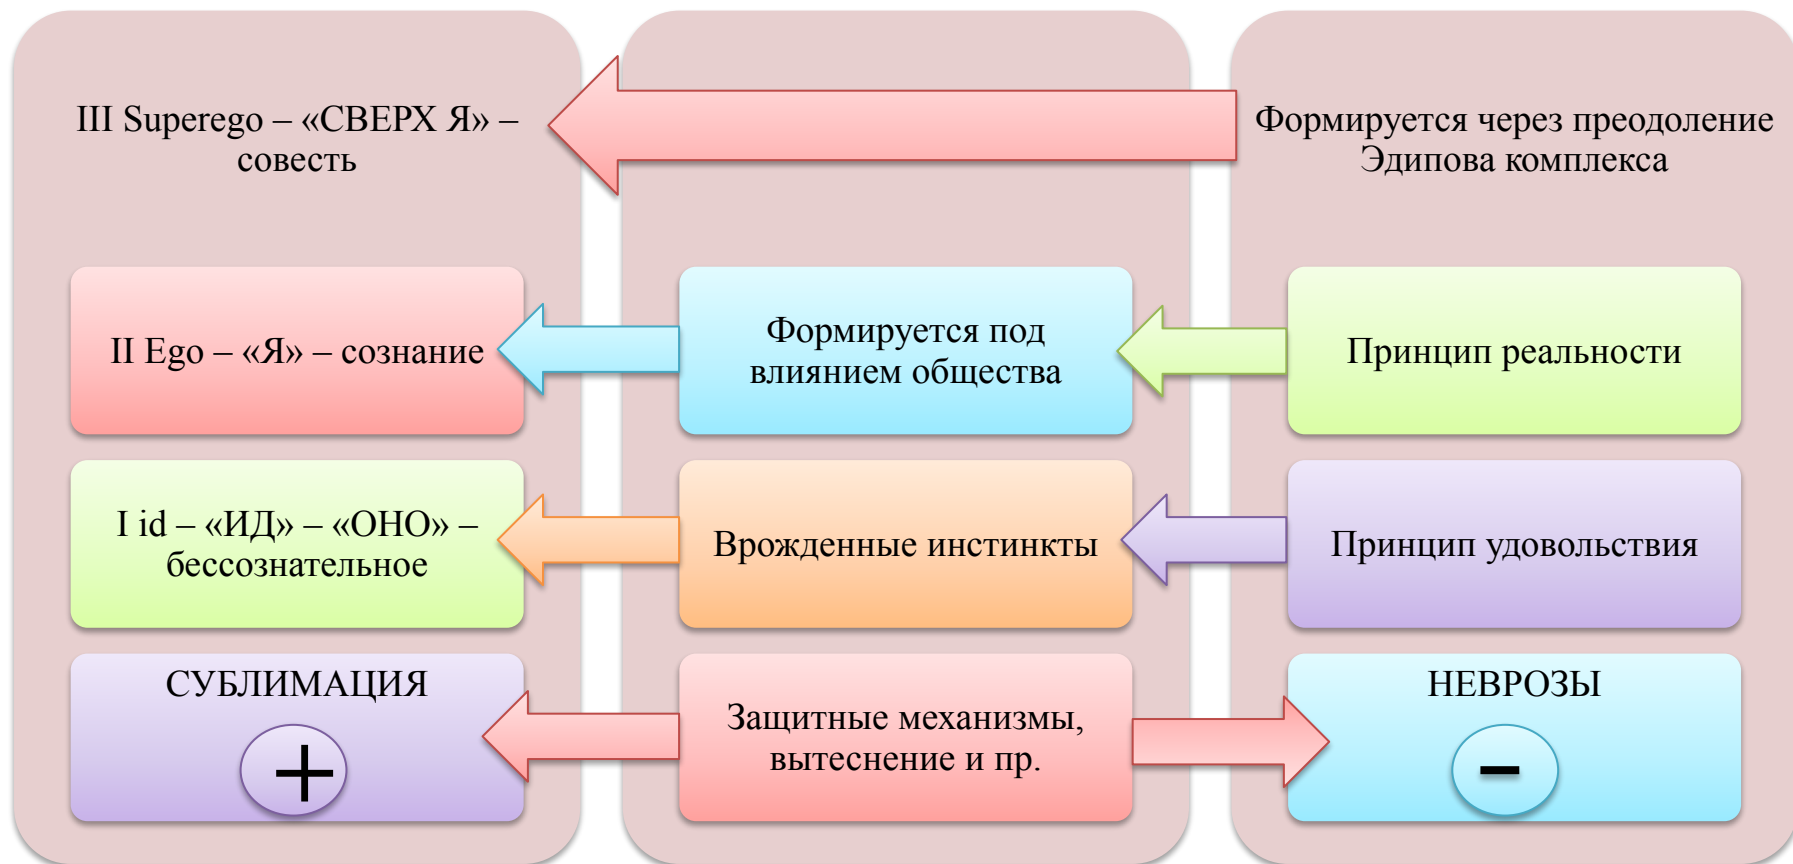 III Superego – «СВЕРХ Я» –
совесть
Формируется через преодоление
Эдипова комплекса
II Ego – «Я» – сознание
Формируется под
влиянием общества
Принцип реальности
I id – «ИД» – «ОНО» –
бессознательное
Врожденные инстинкты
Принцип удовольствия
СУБЛИМАЦИЯ
+
Защитные механизмы,
вытеснение и пр.
НЕВРОЗЫ
–